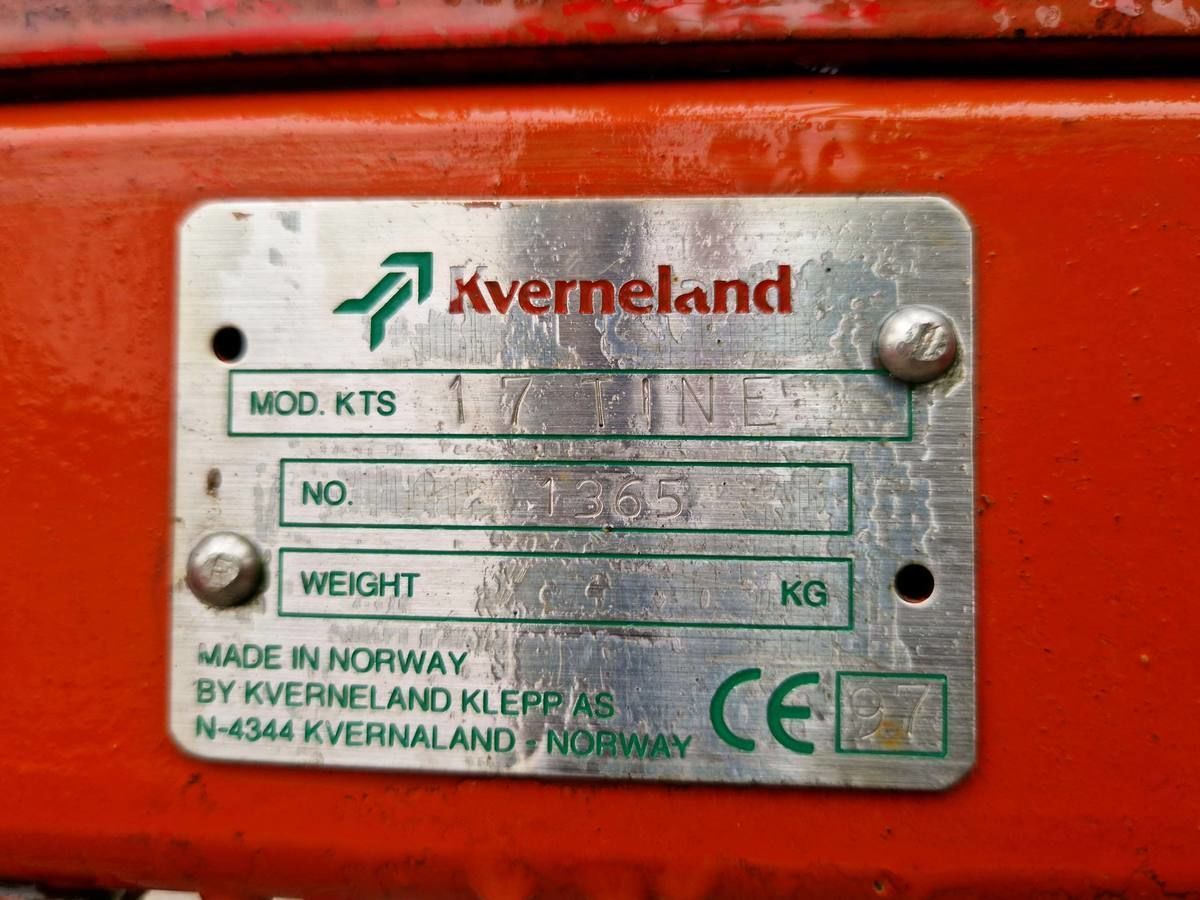 Kverneland
MOD. KTS 17 TINE
NO. 1365
WEIGHT KG
MADE IN NORWAY
BY KVERNELAND KLEPP AS
N-4344 KVERNALAND - NORWAY
CE 97